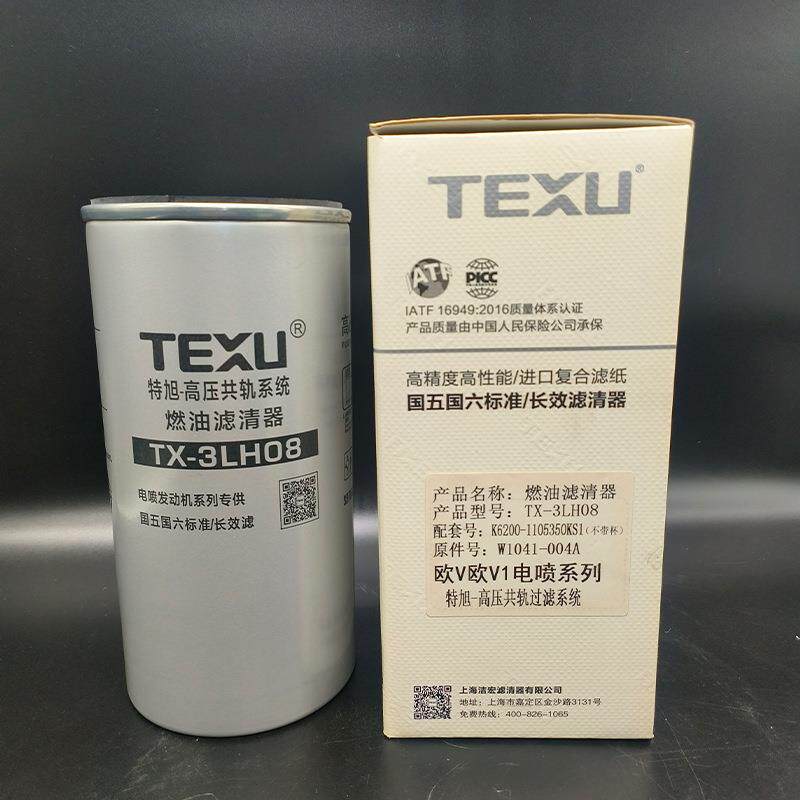 TEXU®
特旭-高压共轨系统
燃油滤清器
TX-3LH08
电喷发动机系列专供
国五国六标准/长效滤
TEXU®
IATF PICC
IATF 16949:2016质量体系认证
产品质量由中国人民保险公司承保
高精度高性能/进口复合滤纸
国五国六标准/长效滤清器
产品名称: 燃油滤清器
产品型号: TX-3LH08
配套号: K6200-1105350KS1(不带杯)
原件号: W1041-004A
欧V欧V1电喷系列
特旭-高压共轨过滤系统
上海洁宏滤清器有限公司
地址: 上海市嘉定区金沙路3131号
免费热线: 400-826-1065